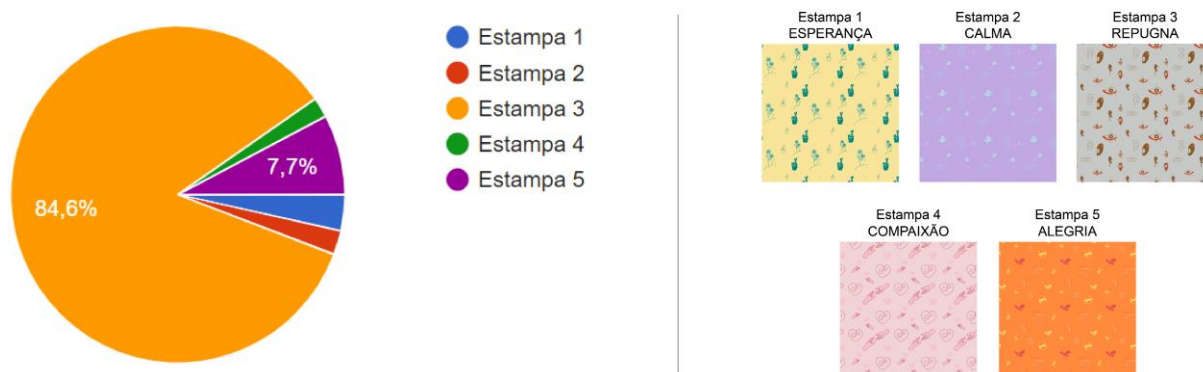 84,6%
7,7%
Estampa 1
Estampa 2
Estampa 3
Estampa 4
Estampa 5
Estampa 1
ESPERANÇA
Estampa 2
CALMA
Estampa 3
REPUGNA
Estampa 4
COMPAIXÃO
Estampa 5
ALEGRIA